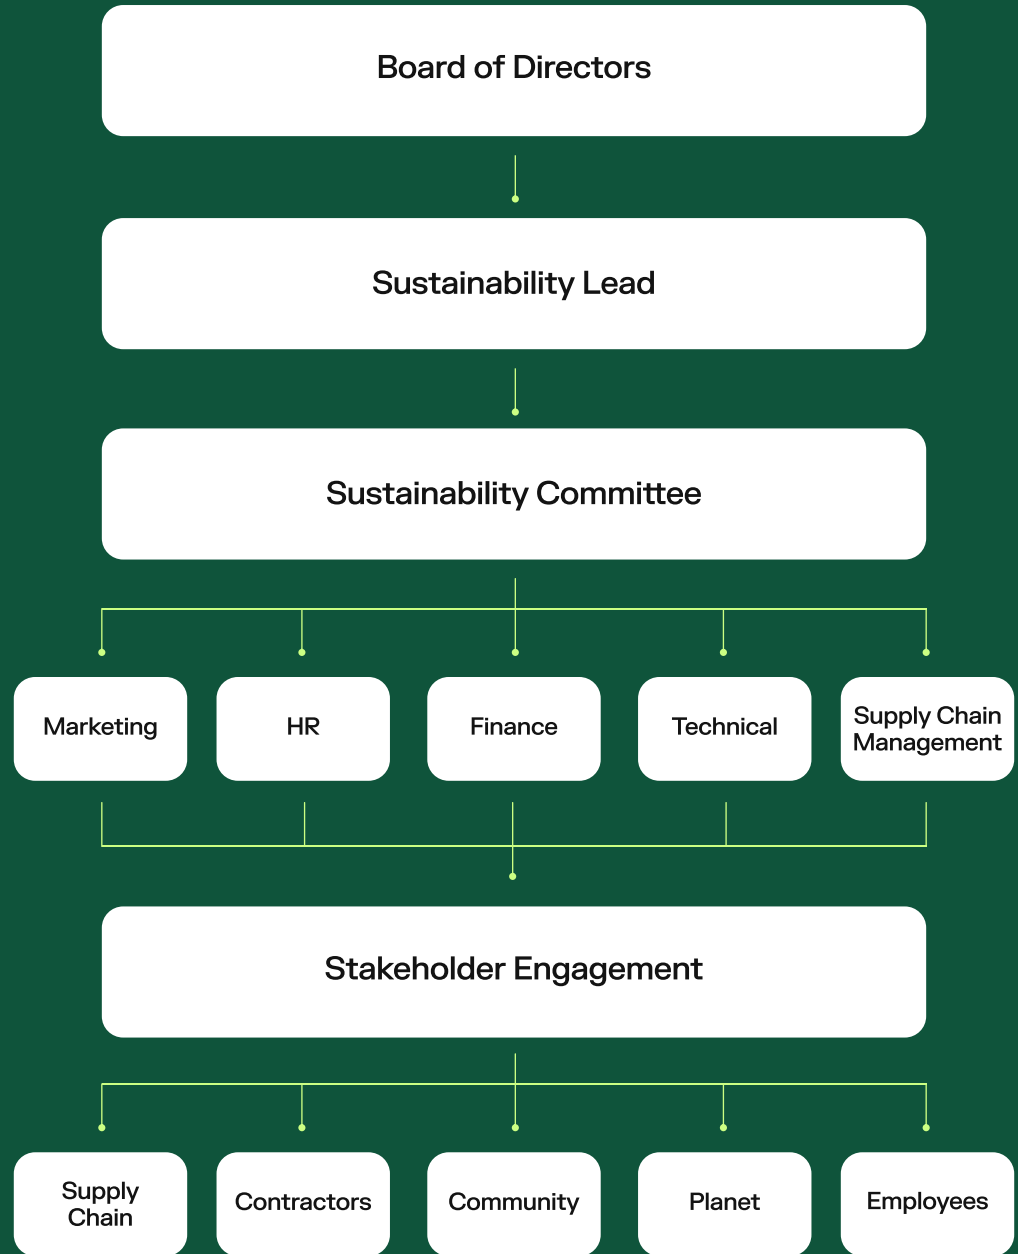 Board of Directors
Sustainability Lead
Sustainability Committee
Marketing
HR
Finance
Technical
Supply Chain
Management
Stakeholder Engagement
Supply
Chain
Contractors
Community
Planet
Employees